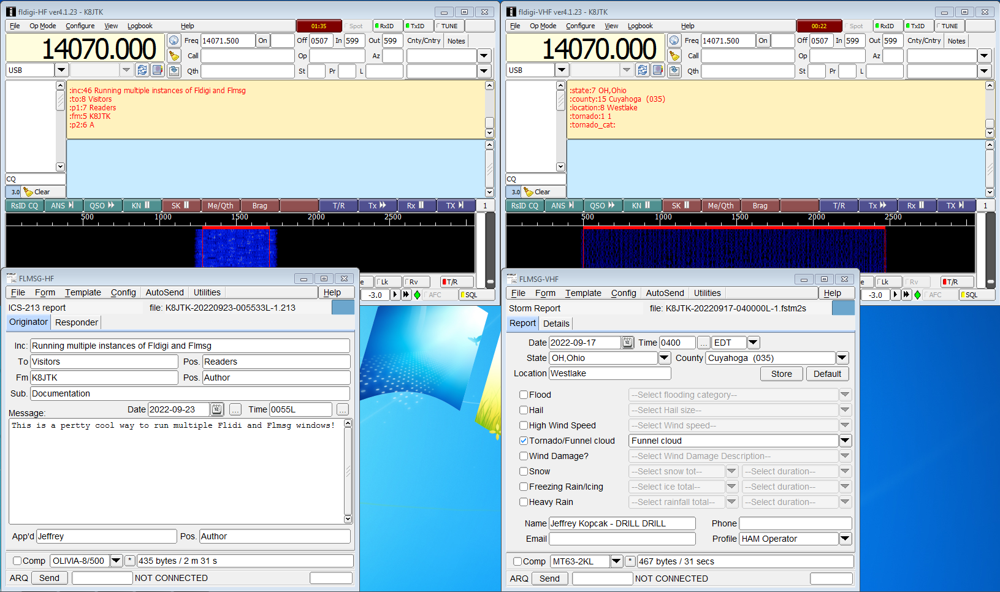 fldigi-HF ver4.1.23 - K8JTK
File Op Mode Configure View Logbook Help 01:35 Spot RxID TxID TUNE
14070.000
Freq 14071.500 On Off 0507 In 599 Out 599 Cnty/Cntry Notes
Call Op Az
USB
Qth St Pr L
:inc:46 Running multiple instances of Fldigi and Flmsg
:to:8 Visitors
:p1:7 Readers
:fm:5 K8JTK
:p2:6 A
CQ
3.0 Clear
RsID CQ ANS QSO KN SK Me/Qth Brag T/R Tx Rx TX 1
500 1000 1500 2000 2500
e Lk Rv T/R
-3.0 AFC SQL
FLMSG-HF
File Form Template Config AutoSend Utilities Help
ICS-213 report file: K8JTK-20220923-005533L-1.213
Originator Responder
Inc: Running multiple instances of Fldigi and Flmsg
To Visitors Pos. Readers
Fm K8JTK Pos. Author
Sub. Documentation
Date 2022-09-23 12 ... Time 0055L ...
Message:
This is a pertty cool way to run multiple Flidi and Flmsg windows!
App'd Jeffrey Pos. Author
Comp OLIVIA-8/500 * 435 bytes / 2 m 31 s
ARQ Send NOT CONNECTED
fldigi-VHF ver4.1.23 - K8JTK
File Op Mode Configure View Logbook Help 00:22 Spot RxID TxID TUNE
14070.000
Freq 14071.500 On Off 0507 In 599 Out 599 Cnty/Cntry Notes
Call Op Az
USB
Qth St Pr L
:state:7 OH,Ohio
:county:15 Cuyahoga (035)
:location:8 Westlake
:tornado:1 1
:tornado_cat:
CQ
3.0 Clear
RsID CQ ANS QSO KN SK Me/Qth Brag T/R Tx Rx TX 1
500 1000 1500 2000 2500
e Lk Rv T/R
-3.0 AFC SQL
FLMSG-VHF
File Form Template Config AutoSend Utilities Help
Storm Report file: K8JTK-20220917-040000L-1.fstm2s
Report Details
Date 2022-09-17 12 Time 0400 ... EDT
State OH,Ohio County Cuyahoga (035)
Location Westlake Store Default
Flood --Select flooding category--
Hail --Select Hail size--
High Wind Speed --Select Wind speed--
Tornado/Funnel cloud Funnel cloud
Wind Damage? --Select Wind Damage Description--
Snow --Select snow tot-- --Select duration--
Freezing Rain/Icing --Select ice total-- --Select duration--
Heavy Rain --Select rainfall total-- --Select duration--
Name Jeffrey Kopcak - DRILL DRILL Phone
Email Profile HAM Operator
Comp MT63-2KL * 467 bytes / 31 secs
ARQ Send NOT CONNECTED